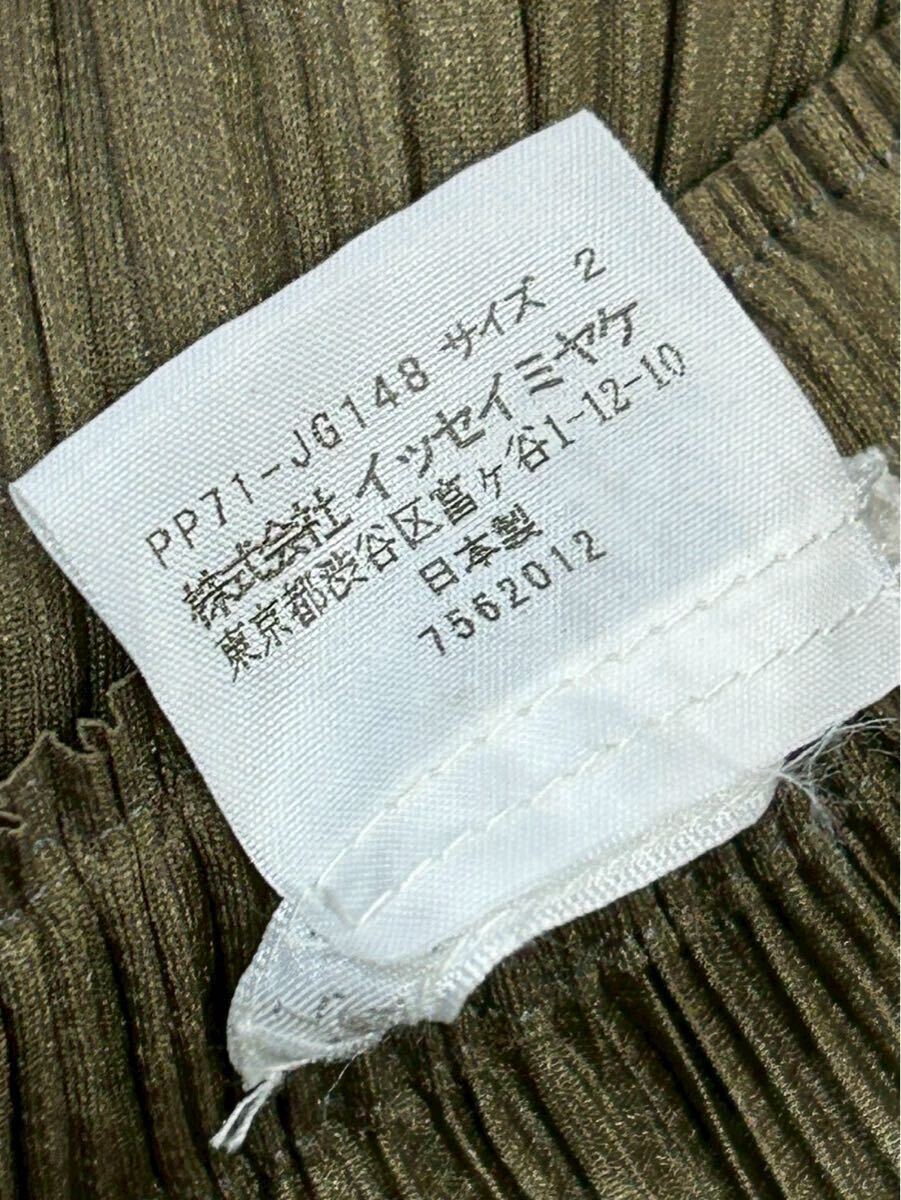 PP71-JG148 サイズ 2
株式会社 イッセイミヤケ
東京都渋谷区富ヶ谷1-12-10
日本製
7562012